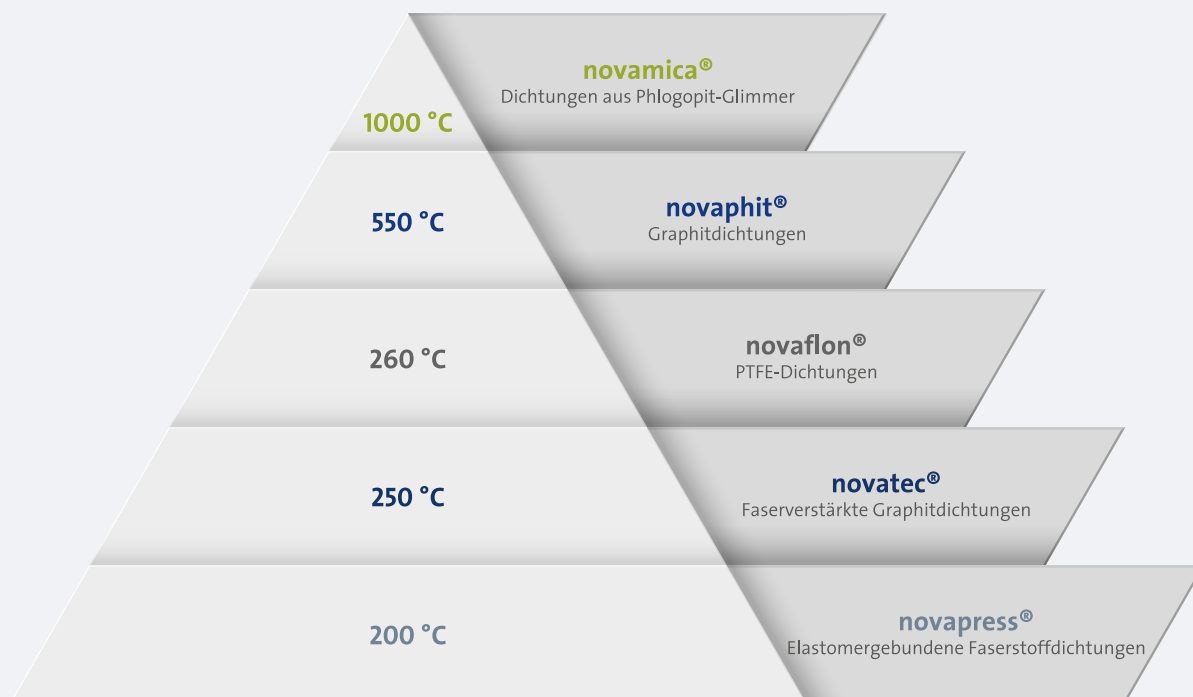 novamica®
Dichtungen aus Phlogopit-Glimmer
1000 °C
novaphit®
550 °C
Graphitdichtungen
novaflon®
260 °C
PTFE-Dichtungen
novatec®
250 °C
Faserverstärkte Graphitdichtungen
novapress®
200 °C
Elastomergebundene Faserstoffdichtungen